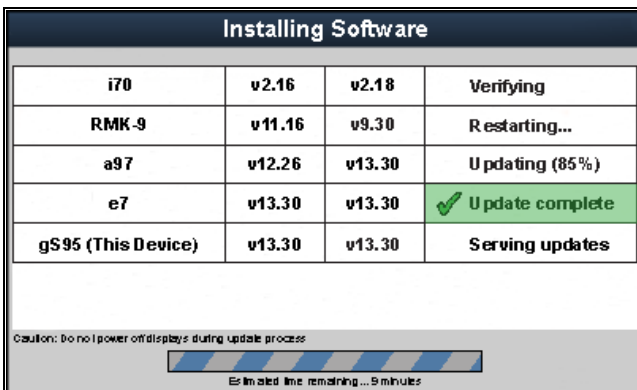 Installing Software
i70 v2.16 v2.18 Verifying
RMK-9 v11.16 v9.30 Restarting...
a97 v12.26 v13.30 Updating (85%)
e7 v13.30 v13.30 Update complete
gS95 (This Device) v13.30 v13.30 Serving updates
Caution: Do not power off displays during update process
Estimated time remaining... 9 minutes